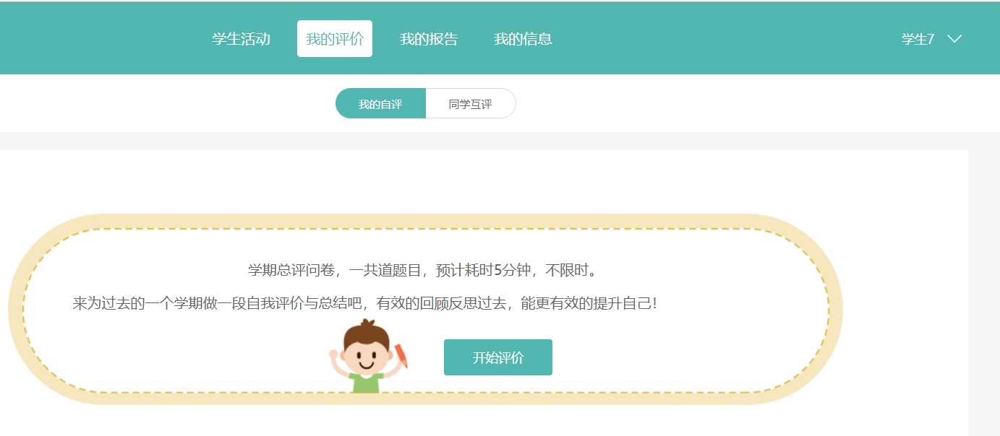 学生活动 我的评价 我的报告 我的信息 学生7
我的自评 同学互评
学期总评问卷，一共道题目，预计耗时5分钟，不限时。
来为过去的一个学期做一段自我评价与总结吧，有效的回顾反思过去，能更有效的提升自己！
开始评价